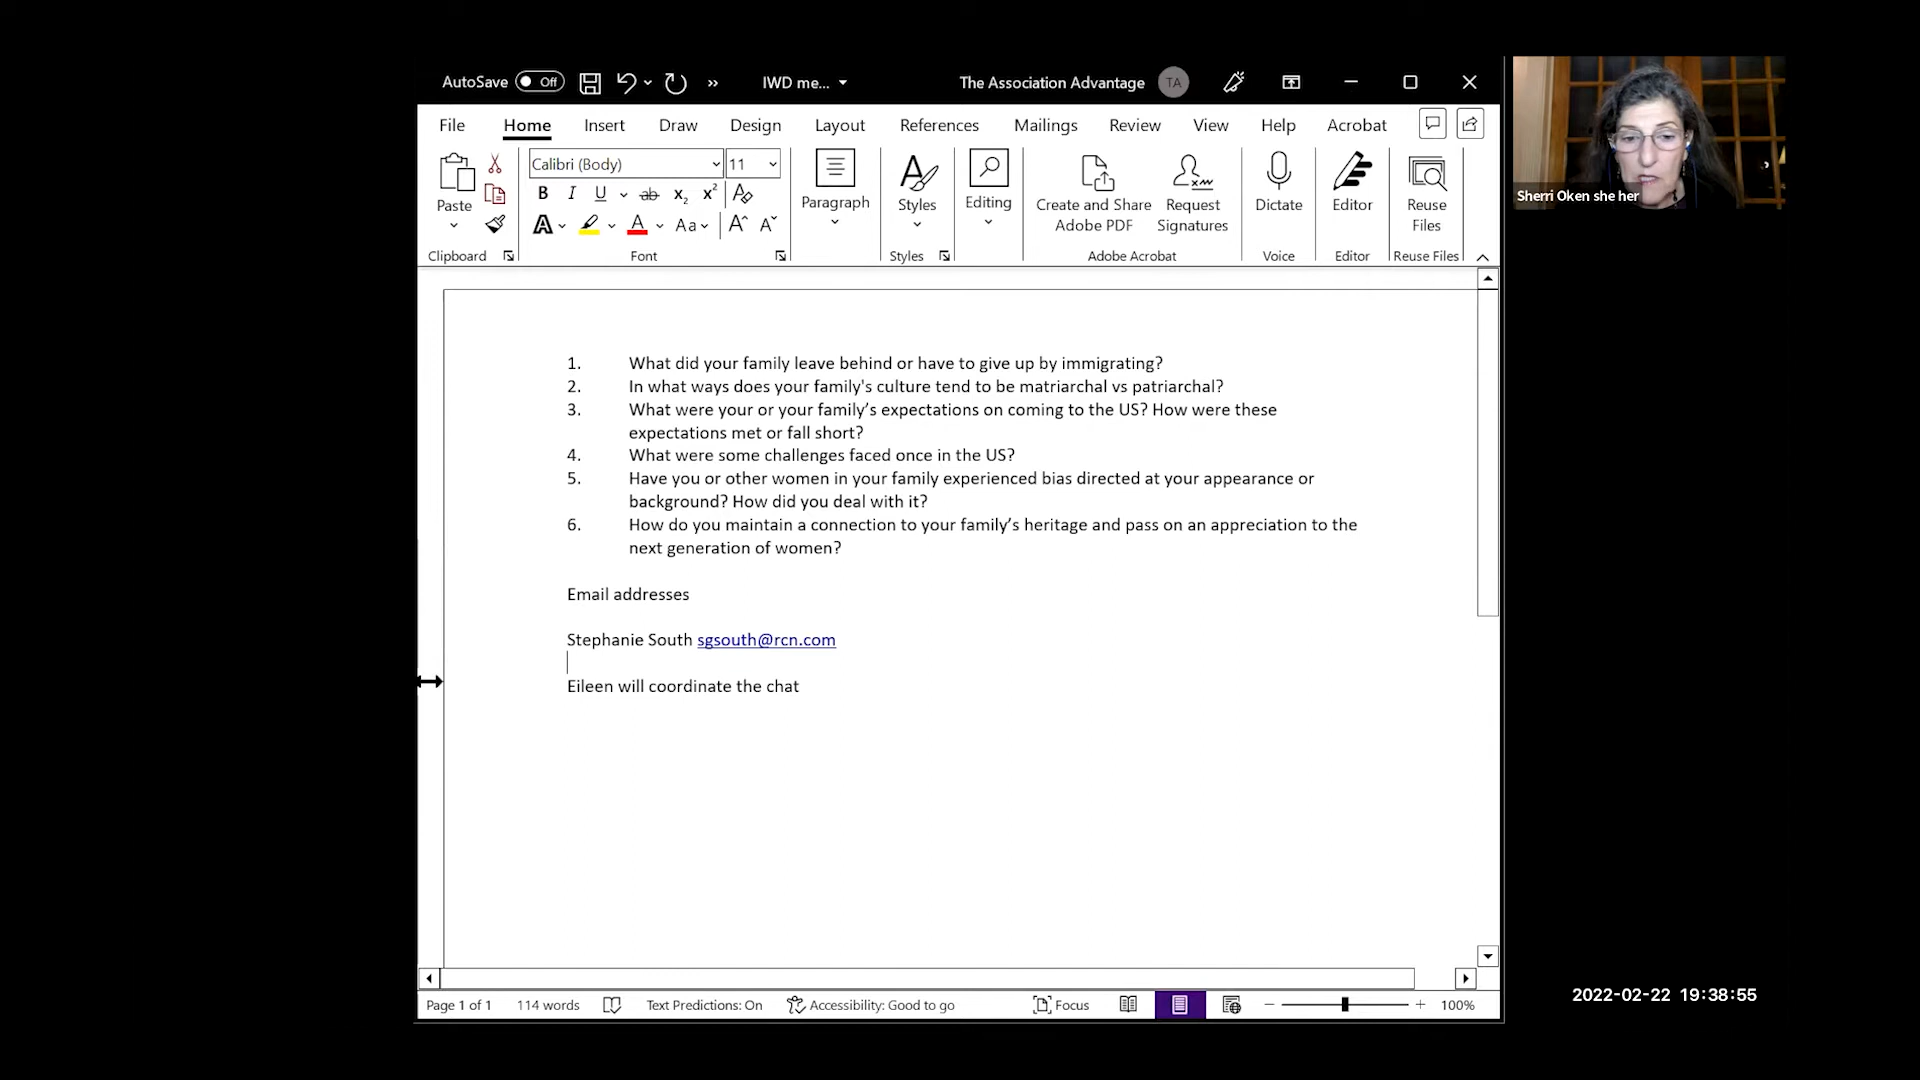 AutoSave Off IWD me... The Association Advantage TA
File Home Insert Draw Design Layout References Mailings Review View Help Acrobat
Paste
Clipboard
Calibri (Body) 11
B I U ab x₂ x² A
A A Aa A A
Font
Paragraph
Styles
Styles
Editing
Create and Share
Adobe PDF
Request
Signatures
Adobe Acrobat
Dictate
Voice
Editor
Editor
Reuse
Files
Reuse Files
Sherri Oken she her
1. What did your family leave behind or have to give up by immigrating?
2. In what ways does your family's culture tend to be matriarchal vs patriarchal?
3. What were your or your family’s expectations on coming to the US? How were these
expectations met or fall short?
4. What were some challenges faced once in the US?
5. Have you or other women in your family experienced bias directed at your appearance or
background? How did you deal with it?
6. How do you maintain a connection to your family’s heritage and pass on an appreciation to the
next generation of women?
Email addresses
Stephanie South sgsouth@rcn.com
Eileen will coordinate the chat
Page 1 of 1 114 words Text Predictions: On Accessibility: Good to go Focus 100%
2022-02-22 19:38:55